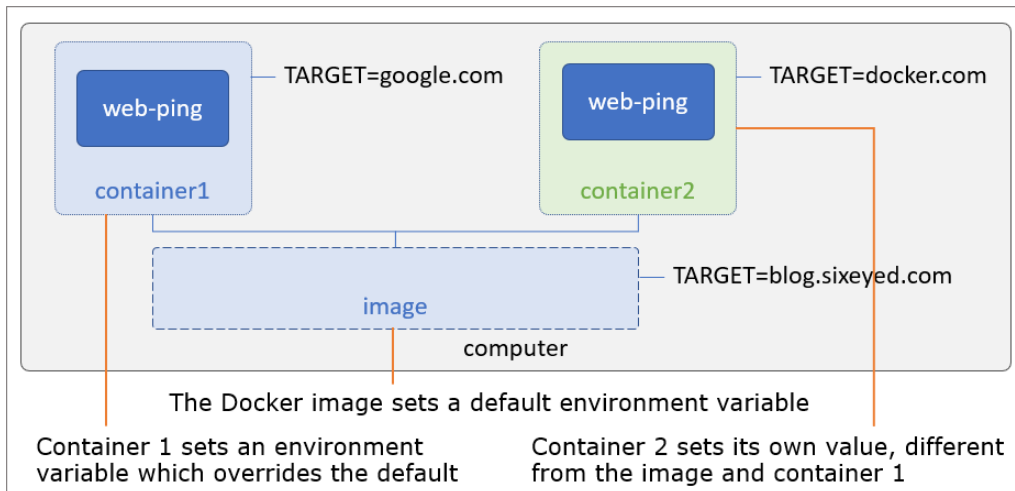 TARGET=google.com
TARGET=docker.com
web-ping
web-ping
container1
container2
TARGET=blog.sixeyed.com
image
computer
The Docker image sets a default environment variable
Container 1 sets an environment
variable which overrides the default
Container 2 sets its own value, different
from the image and container 1